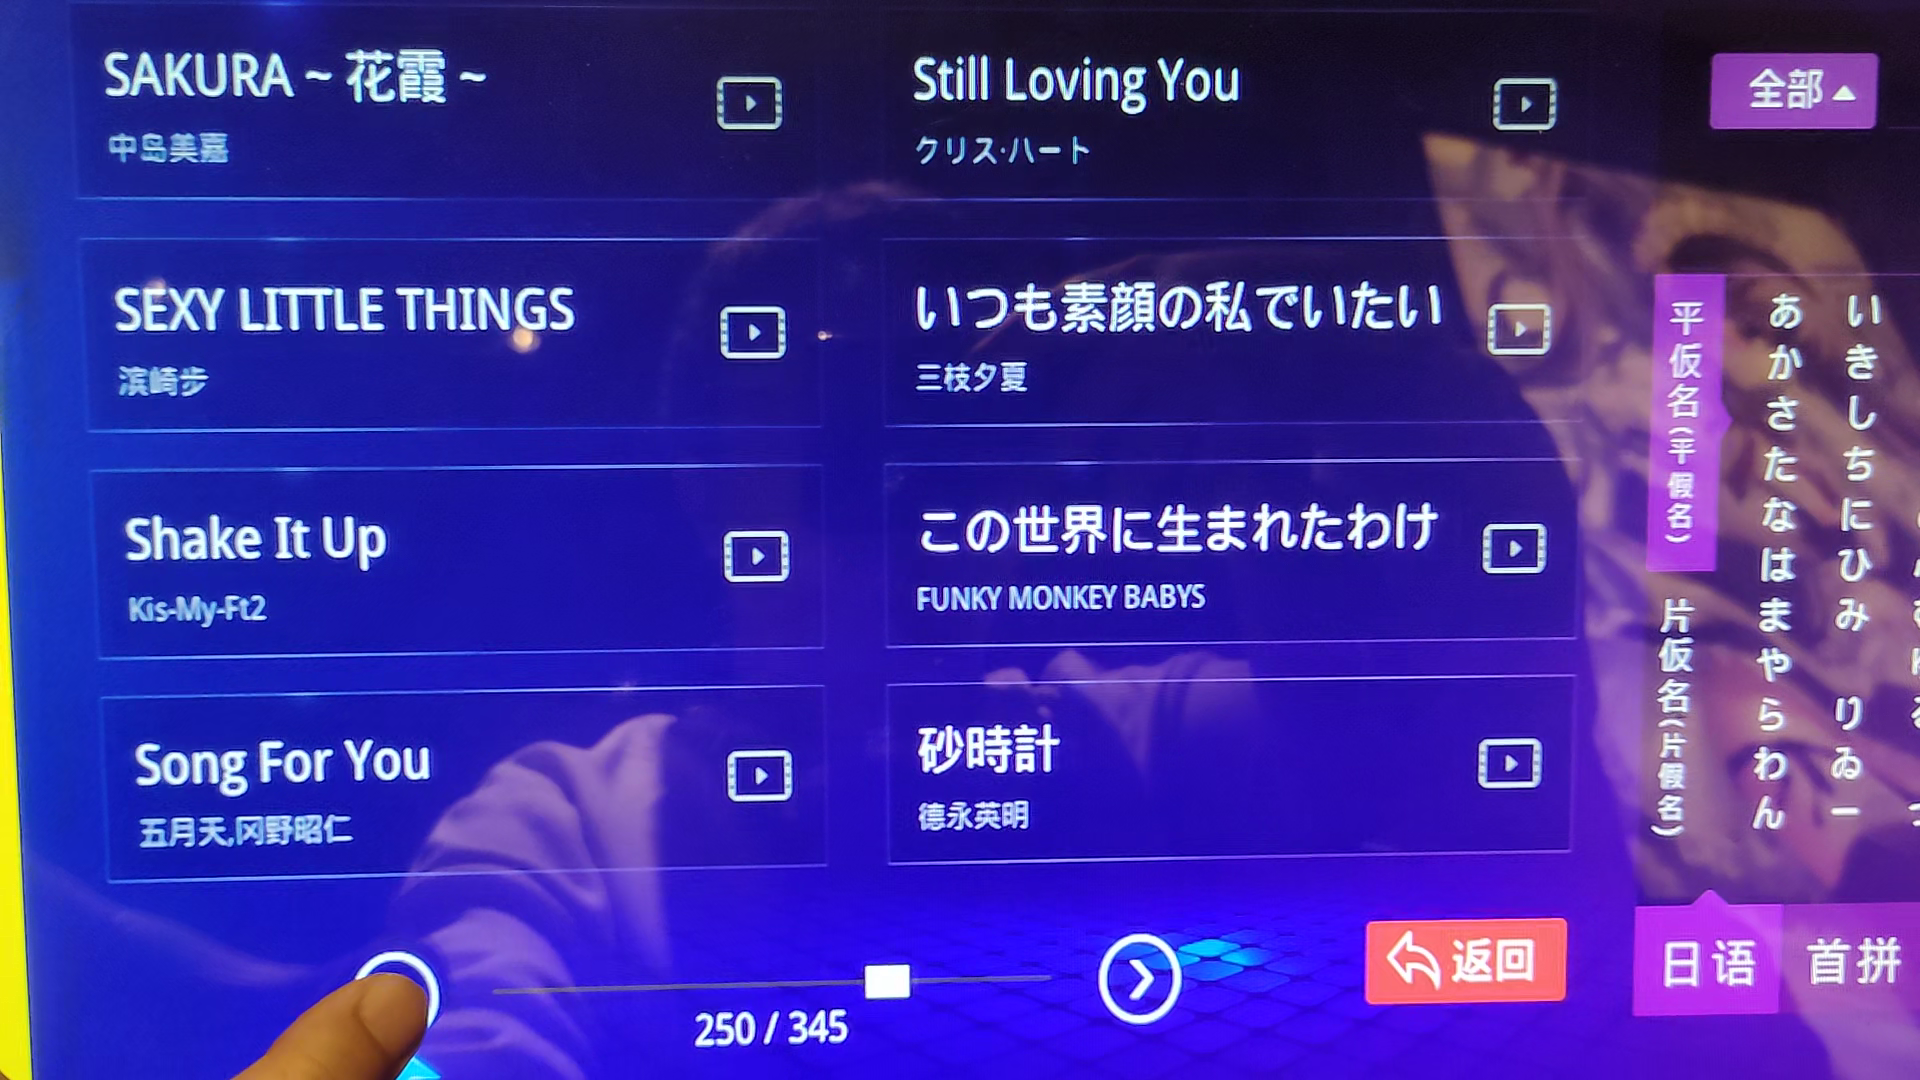 SAKURA ~ 花霞 ~
中岛美嘉
Still Loving You
クリス·ハート
SEXY LITTLE THINGS
滨崎步
いつも素顔の私でいたい
三枝夕夏
Shake It Up
Kis-My-Ft2
この世界に生まれたわけ
FUNKY MONKEY BABYS
Song For You
五月天,冈野昭仁
砂時計
德永英明
250 / 345
返回
全部
平仮名(平假名)
片仮名(片假名)
あかさたなはまやらわん
いきしちにひみ りゐー
日语
首拼